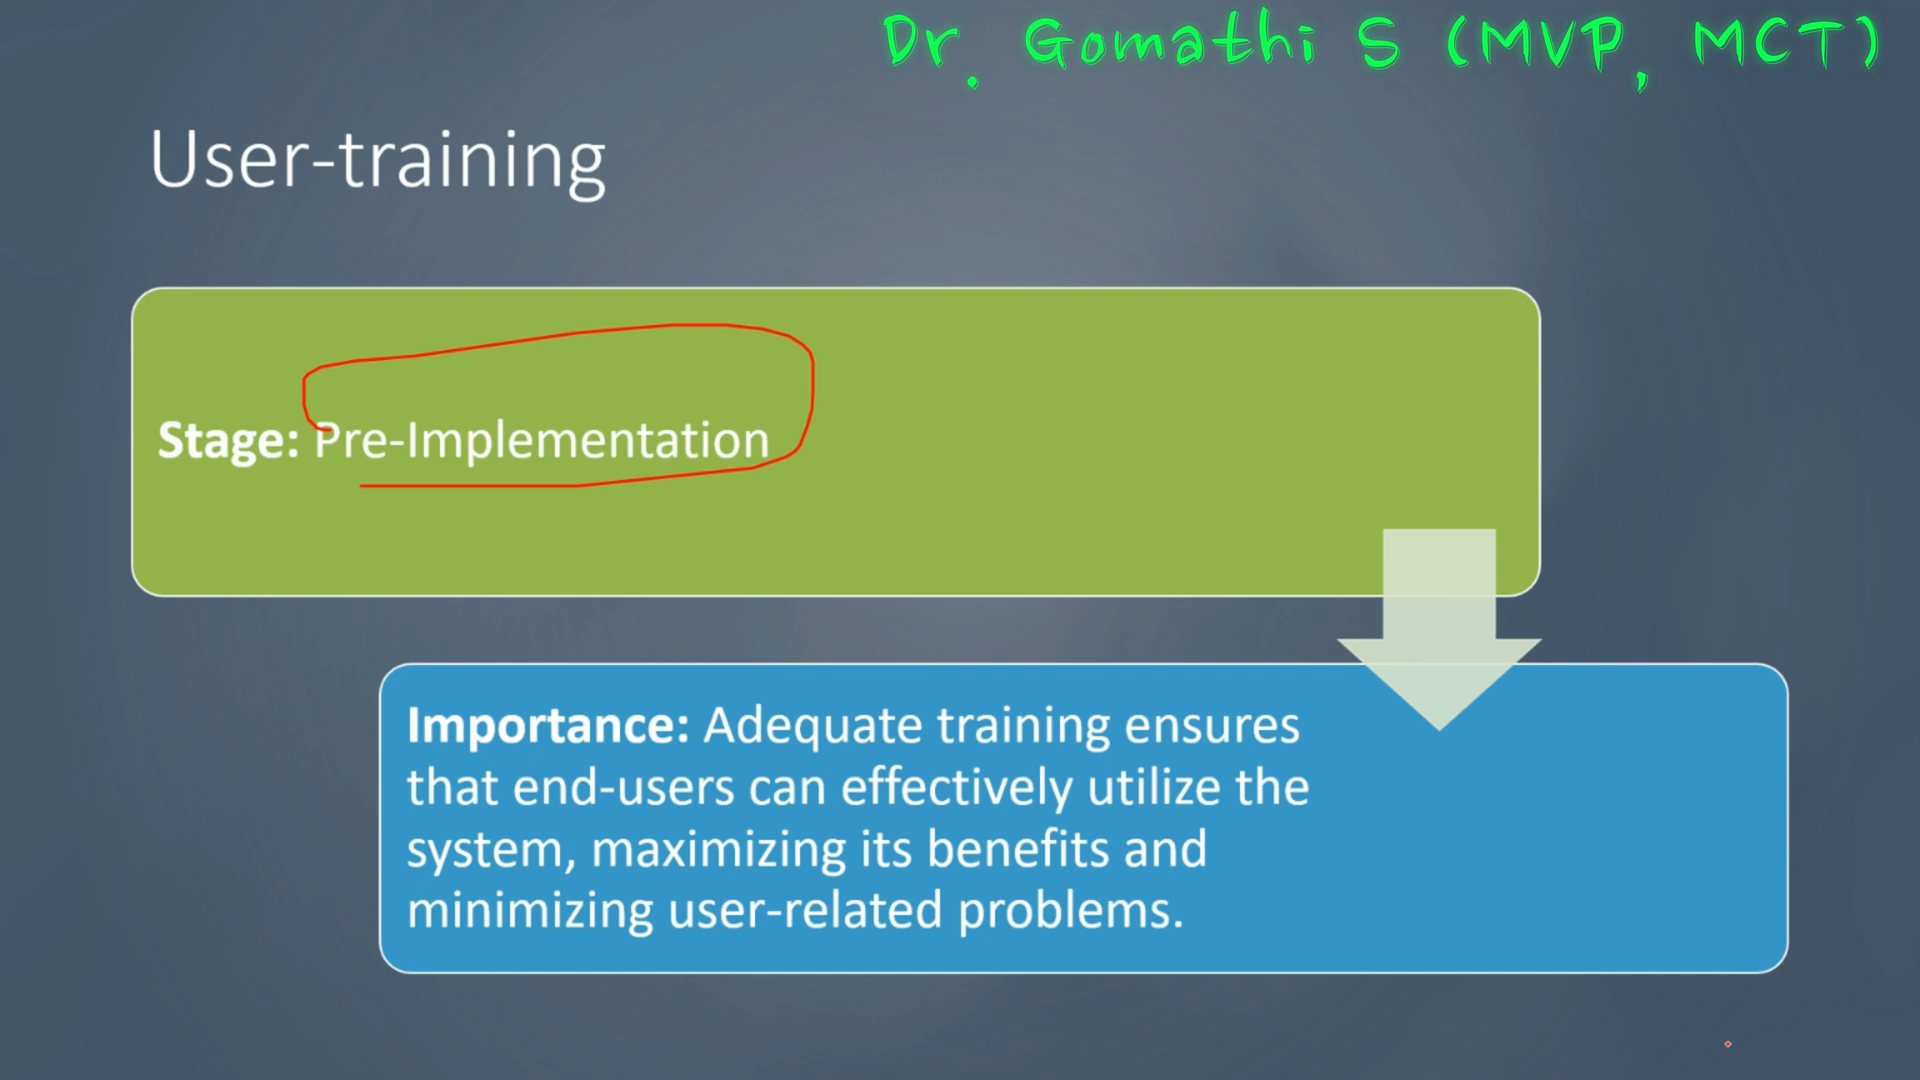 Dr. Gomathi S (MVP, MCT)
User-training
Stage: Pre-Implementation
Importance: Adequate training ensures
that end-users can effectively utilize the
system, maximizing its benefits and
minimizing user-related problems.